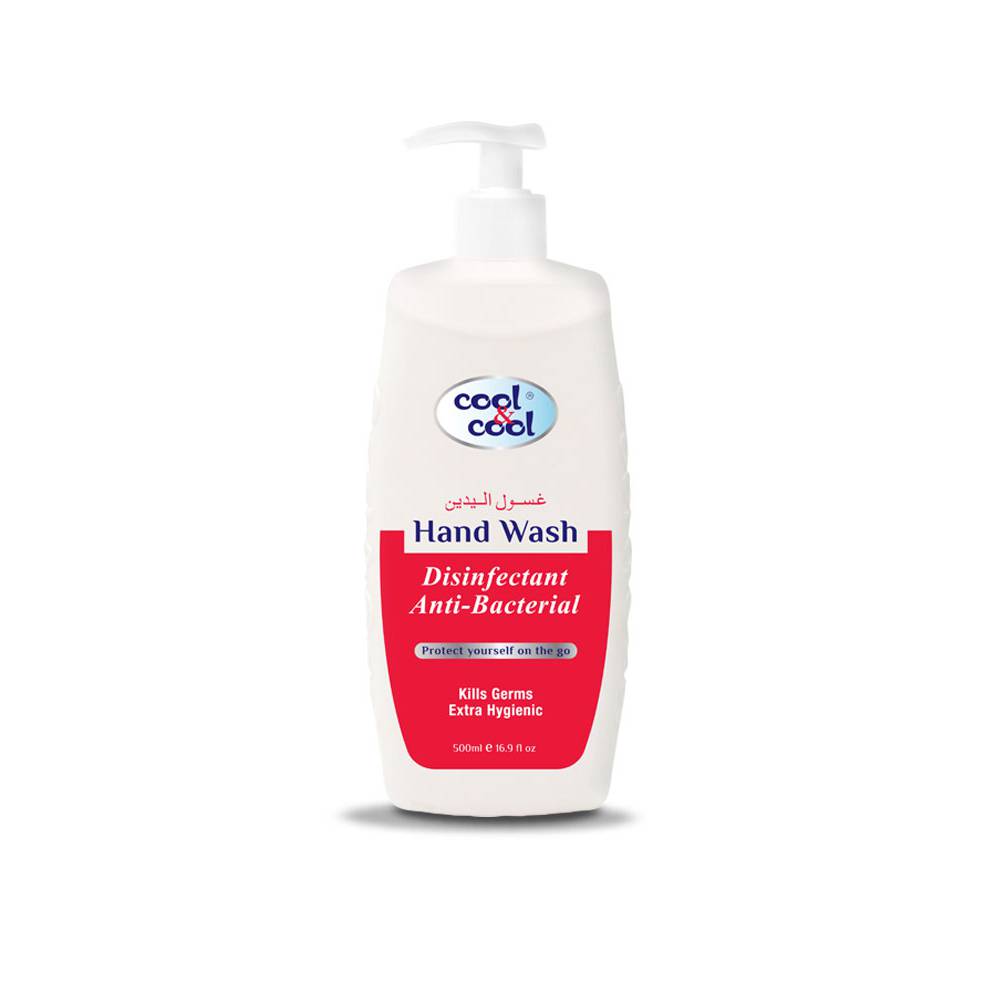 cool ®
&
cool
غسول اليدين
Hand Wash
Disinfectant
Anti-Bacterial
Protect yourself on the go
Kills Germs
Extra Hygienic
500ml e 16.9 fl oz